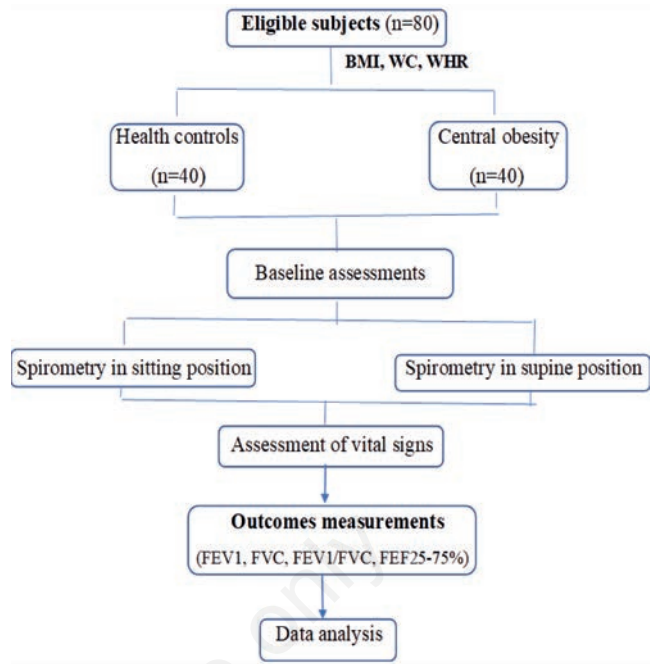 Eligible subjects (n=80)
BMI, WC, WHR
Health controls
(n=40)
Central obesity
(n=40)
Baseline assessments
Spirometry in sitting position
Spirometry in supine position
Assessment of vital signs
Outcomes measurements
(FEV1, FVC, FEV1/FVC, FEF25-75%)
Data analysis
only